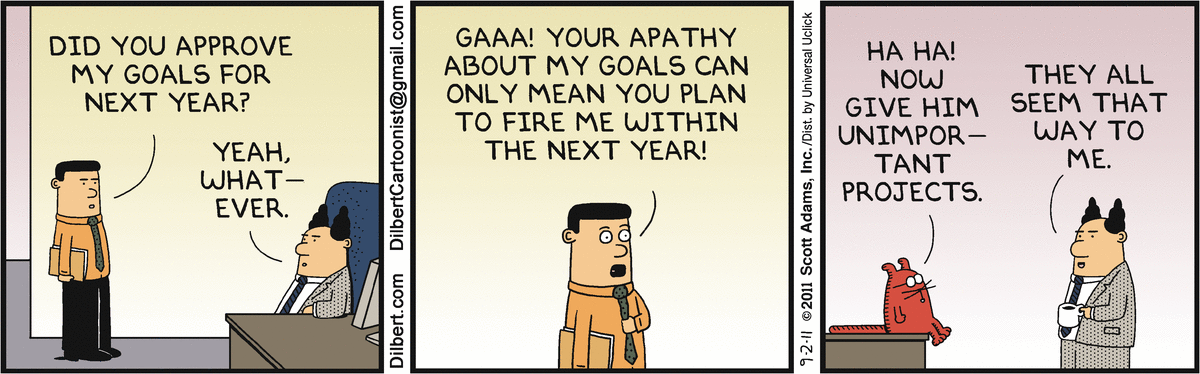 DID YOU APPROVE
MY GOALS FOR
NEXT YEAR?
YEAH,
WHAT—
EVER.
DilbertCartoonist@gmail.com
Dilbert.com
GAAA! YOUR APATHY
ABOUT MY GOALS CAN
ONLY MEAN YOU PLAN
TO FIRE ME WITHIN
THE NEXT YEAR!
9-2-11 ©2011 Scott Adams, Inc./Dist. by Universal Uclick
HA HA!
NOW
GIVE HIM
UNIMPOR—
TANT
PROJECTS.
THEY ALL
SEEM THAT
WAY TO
ME.